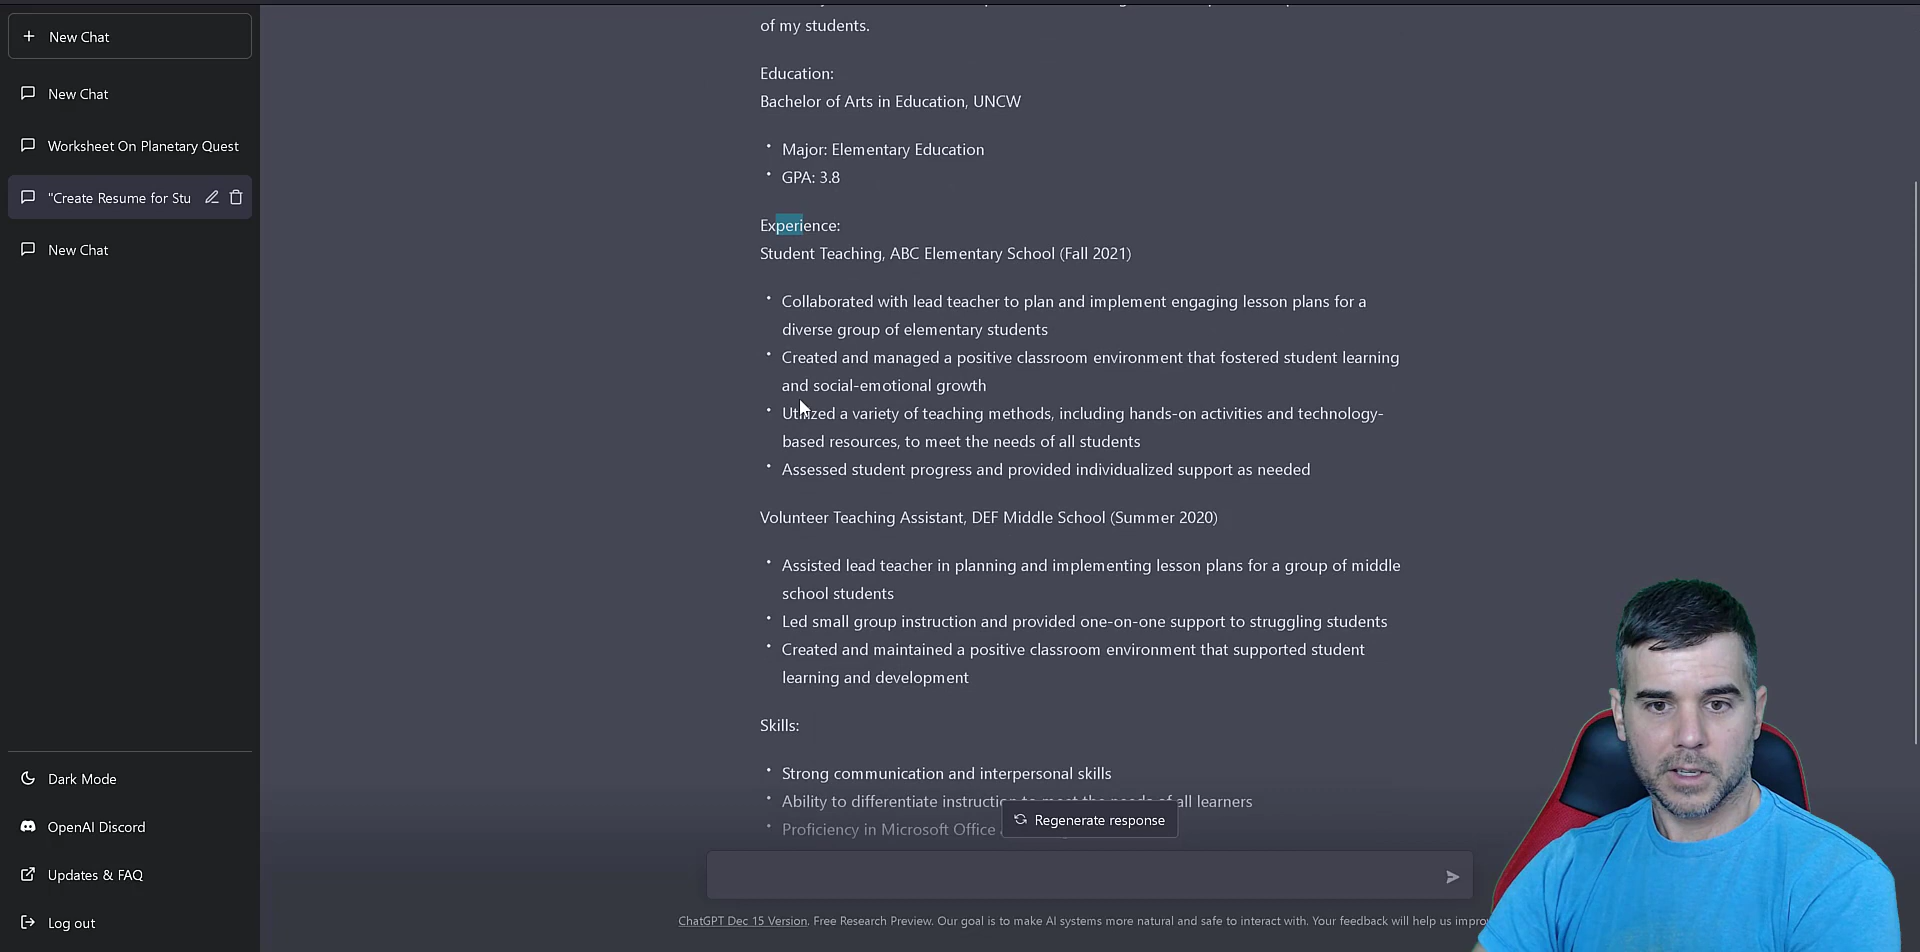 New Chat
New Chat
Worksheet On Planetary Quest
"Create Resume for Stu
New Chat
Dark Mode
OpenAI Discord
Updates & FAQ
Log out
of my students.
Education:
Bachelor of Arts in Education, UNCW
• Major: Elementary Education
• GPA: 3.8
Experience:
Student Teaching, ABC Elementary School (Fall 2021)
• Collaborated with lead teacher to plan and implement engaging lesson plans for a
diverse group of elementary students
• Created and managed a positive classroom environment that fostered student learning
and social-emotional growth
• Utilized a variety of teaching methods, including hands-on activities and technology-
based resources, to meet the needs of all students
• Assessed student progress and provided individualized support as needed
Volunteer Teaching Assistant, DEF Middle School (Summer 2020)
• Assisted lead teacher in planning and implementing lesson plans for a group of middle
school students
• Led small group instruction and provided one-on-one support to struggling students
• Created and maintained a positive classroom environment that supported student
learning and development
Skills:
• Strong communication and interpersonal skills
• Ability to differentiate instruction to meet the needs of all learners
• Proficiency in Microsoft Office
Regenerate response
ChatGPT Dec 15 Version. Free Research Preview. Our goal is to make AI systems more natural and safe to interact with. Your feedback will help us impro